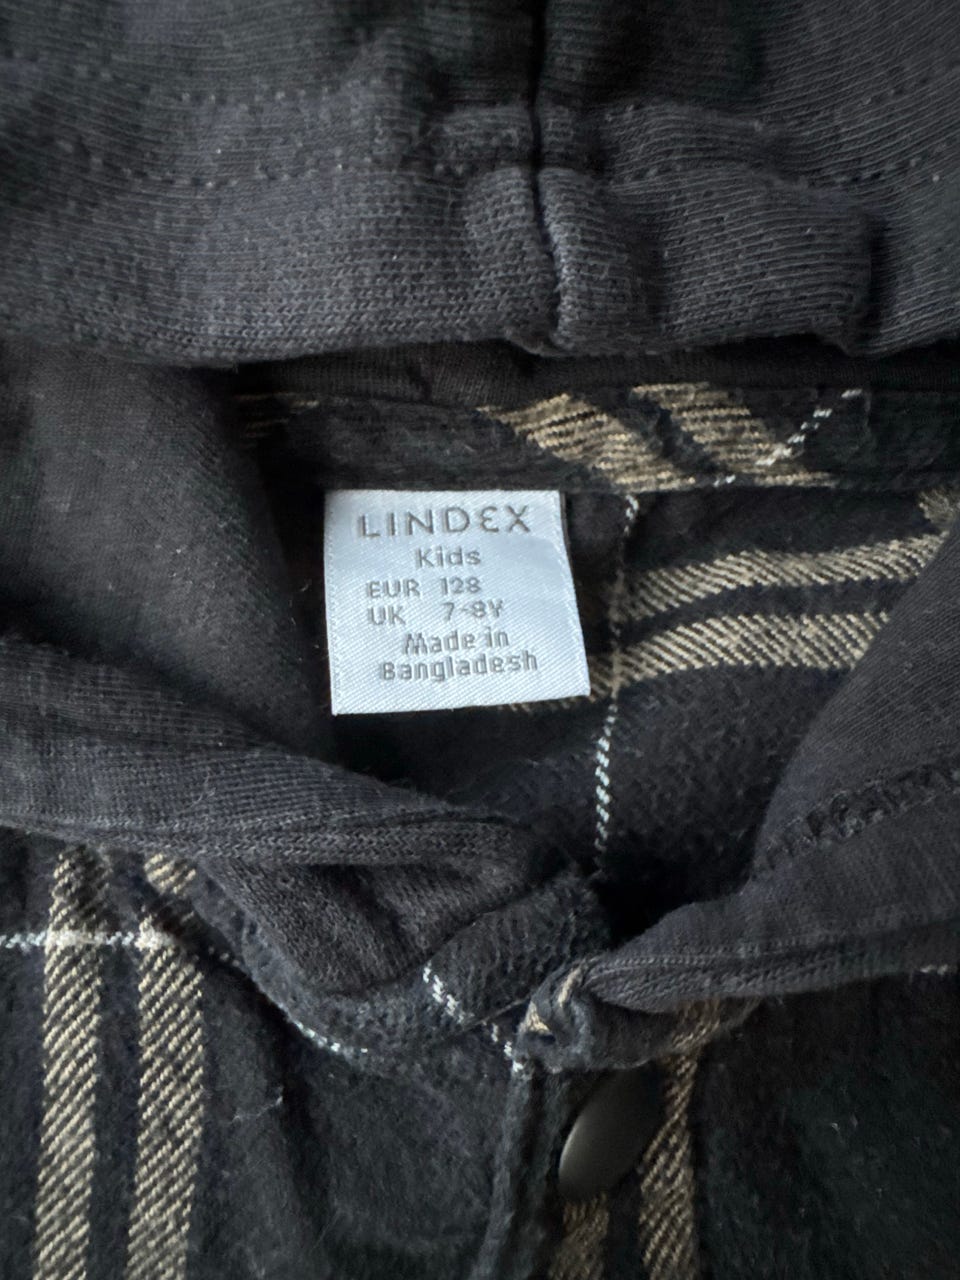 LINDEX
Kids
EUR 128
UK 7-8Y
Made in
Bangladesh